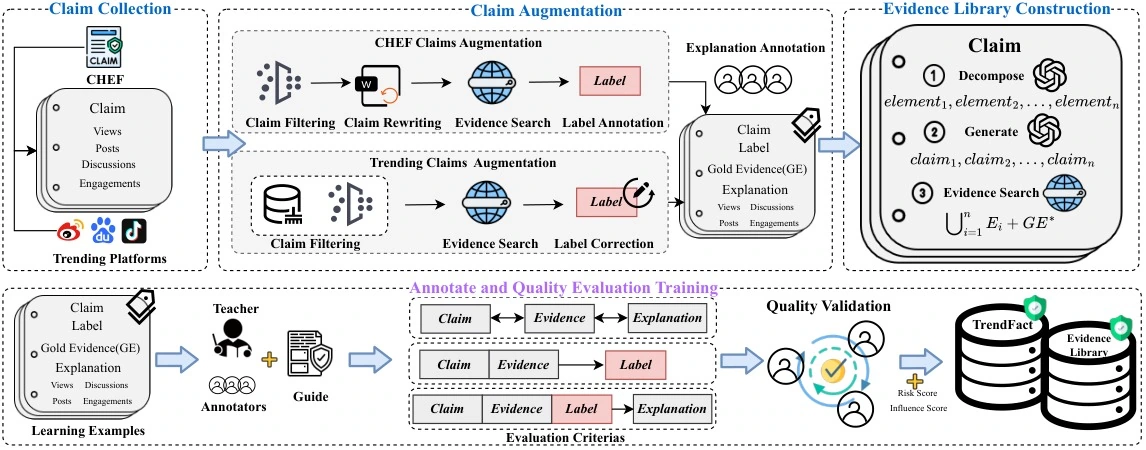 Claim Collection
CLAIM
CHEF
Claim
Views
Posts
Discussions
Engagements
du
Trending Platforms
Claim Augmentation
CHEF Claims Augmentation
W
Label
Claim Filtering
Claim Rewriting
Evidence Search
Label Annotation
Trending Claims Augmentation
Label
Claim Filtering
Evidence Search
Label Correction
Explanation Annotation
Claim
Label
Gold Evidence(GE)
Explanation
Views Discussions
Posts Engagements
Evidence Library Construction
Claim
1 Decompose
element₁, element₂, . . . , elementₙ
2 Generate
claim₁, claim₂, . . . , claimₙ
3 Evidence Search
⋃ⁿᵢ₌₁ Eᵢ + GE*
Annotate and Quality Evaluation Training
Claim
Label
Gold Evidence(GE)
Explanation
Views Discussions
Posts Engagements
Learning Examples
Teacher
Annotators
Guide
Claim Evidence Explanation
Claim Evidence Label
Claim Evidence Label Explanation
Evaluation Criterias
Quality Validation
Risk Score
Influence Score
TrendFact
Evidence
Library